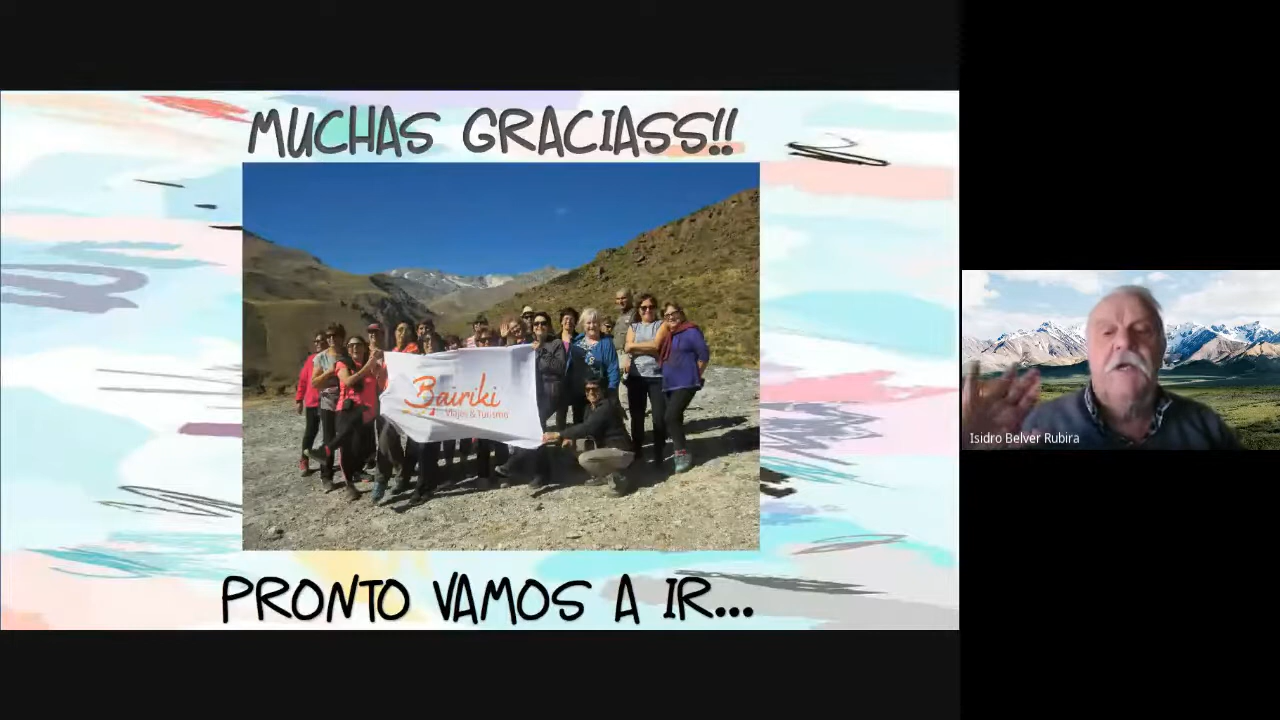 MUCHAS GRACIASS!!
Bairiki
Viajes & Turismo
PRONTO VAMOS A IR...
Isidro Belver Rubira